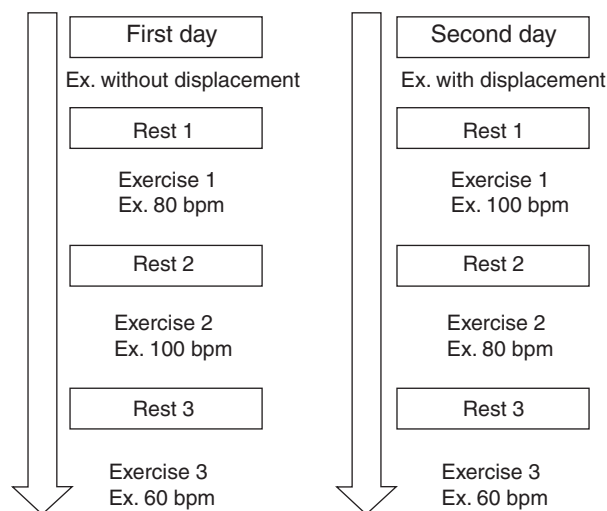 First day
Ex. without displacement
Rest 1
Exercise 1
Ex. 80 bpm
Rest 2
Exercise 2
Ex. 100 bpm
Rest 3
Exercise 3
Ex. 60 bpm
Second day
Ex. with displacement
Rest 1
Exercise 1
Ex. 100 bpm
Rest 2
Exercise 2
Ex. 80 bpm
Rest 3
Exercise 3
Ex. 60 bpm